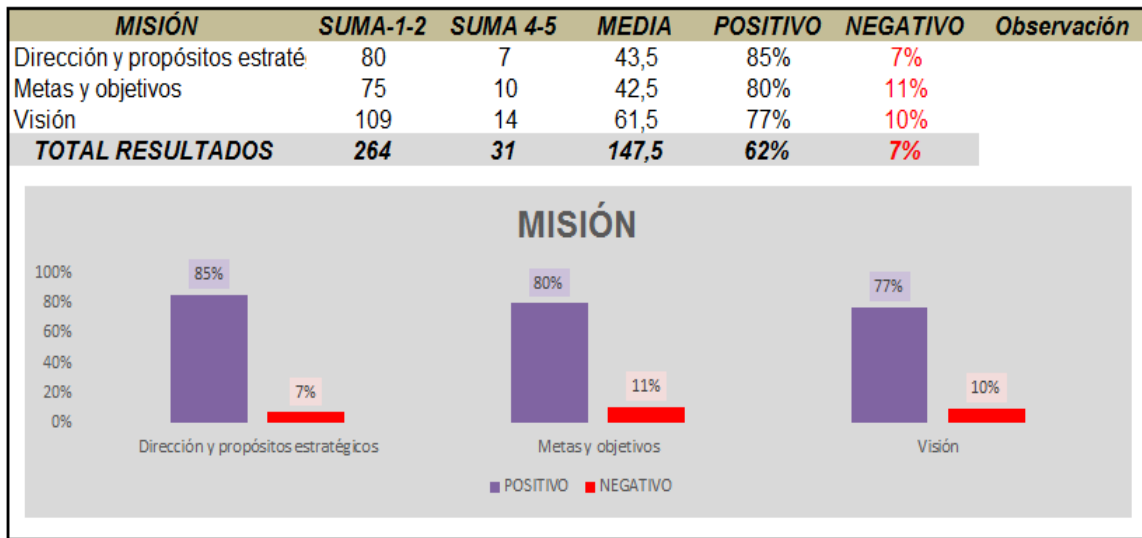 MISIÓN SUMA-1-2 SUMA 4-5 MEDIA POSITIVO NEGATIVO Observación
Dirección y propósitos estraté 80 7 43,5 85% 7%
Metas y objetivos 75 10 42,5 80% 11%
Visión 109 14 61,5 77% 10%
TOTAL RESULTADOS 264 31 147,5 62% 7%
MISIÓN
100%
80%
60%
40%
20%
0%
85%
7%
80%
11%
77%
10%
Dirección y propósitos estratégicos Metas y objetivos Visión
POSITIVO NEGATIVO